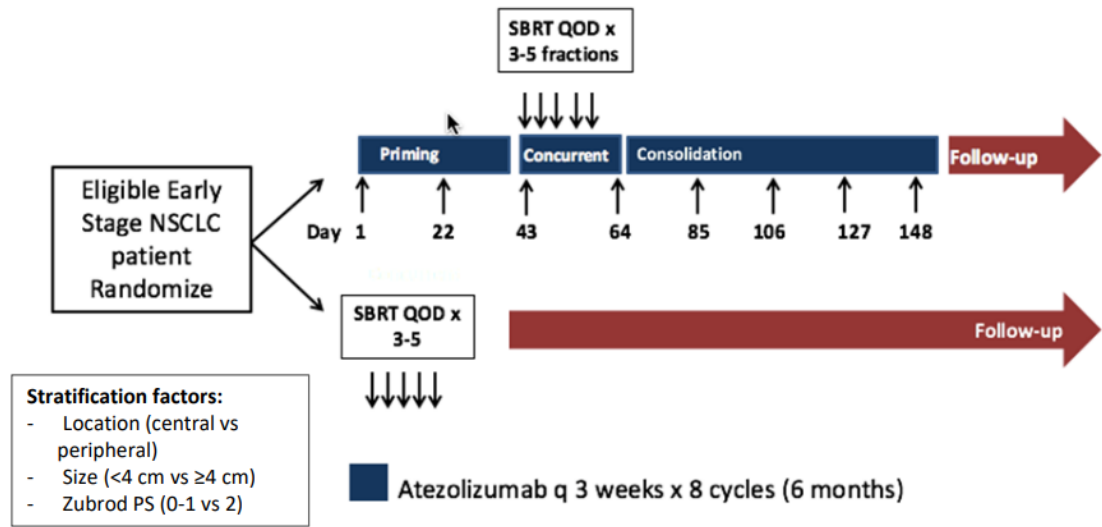 SBRT QOD x
3-5 fractions
Priming
Concurrent
Consolidation
Follow-up
Eligible Early
Stage NSCLC
patient
Randomize
Day 1 22 43 64 85 106 127 148
SBRT QOD x
3-5
Follow-up
Stratification factors:
- Location (central vs
peripheral)
- Size (<4 cm vs ≥4 cm)
- Zubrod PS (0-1 vs 2)
Atezolizumab q 3 weeks x 8 cycles (6 months)